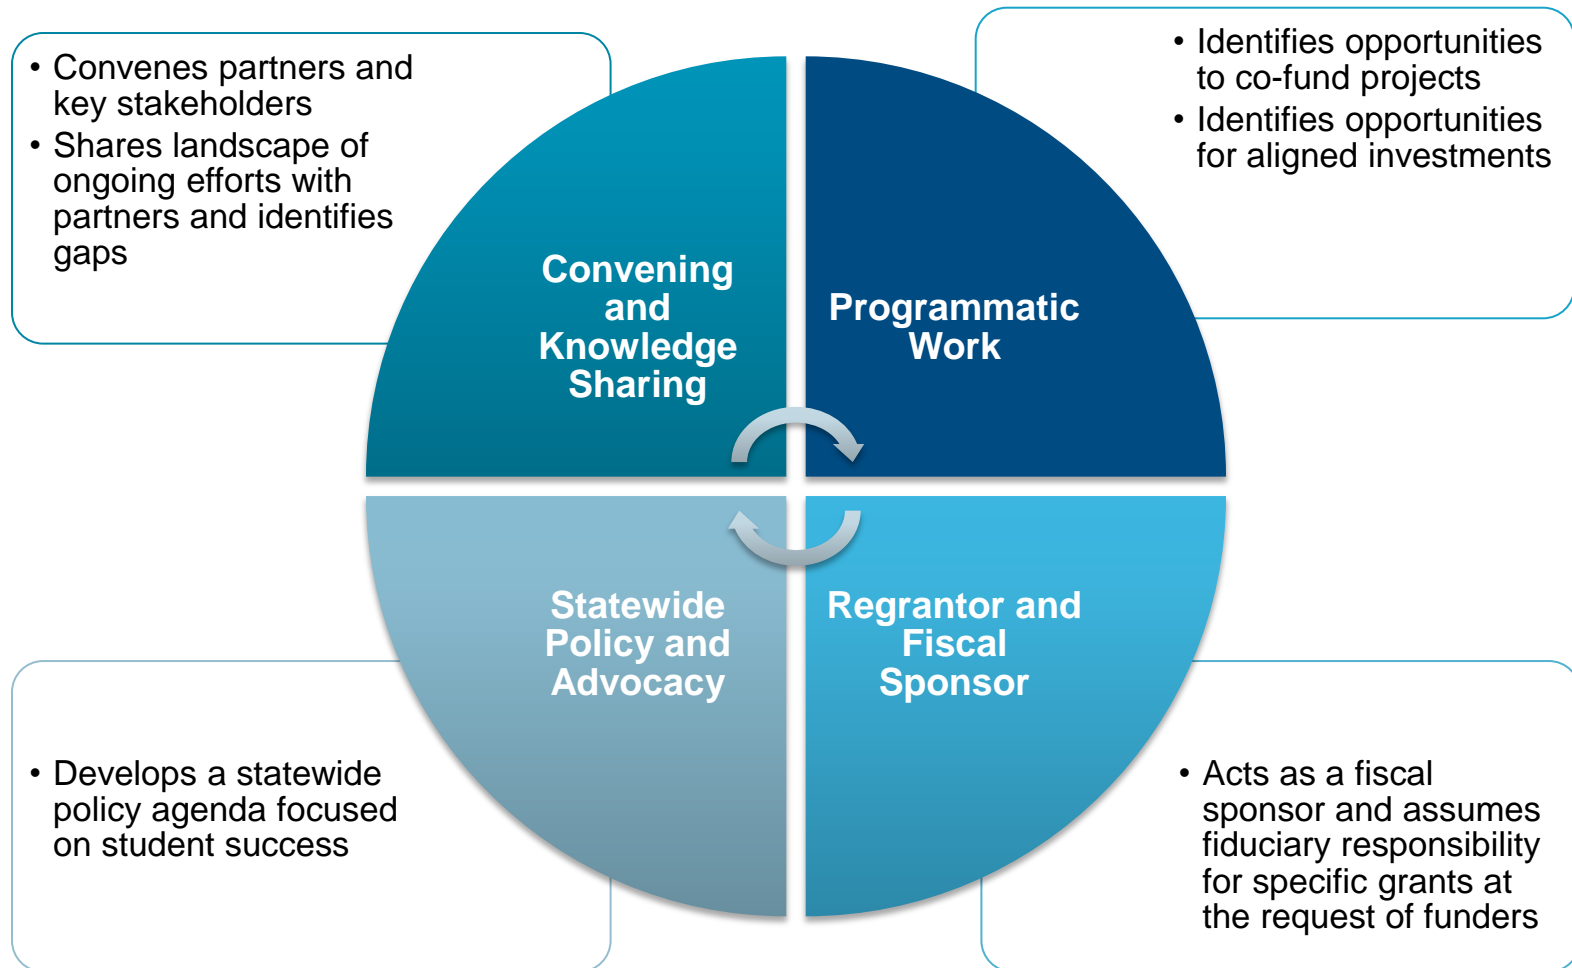 • Convenes partners and
key stakeholders
• Shares landscape of
ongoing efforts with
partners and identifies
gaps
• Identifies opportunities
to co-fund projects
• Identifies opportunities
for aligned investments
Convening
and
Knowledge
Sharing
Programmatic
Work
Statewide
Policy and
Advocacy
Regrantor and
Fiscal
Sponsor
• Develops a statewide
policy agenda focused
on student success
• Acts as a fiscal
sponsor and assumes
fiduciary responsibility
for specific grants at
the request of funders